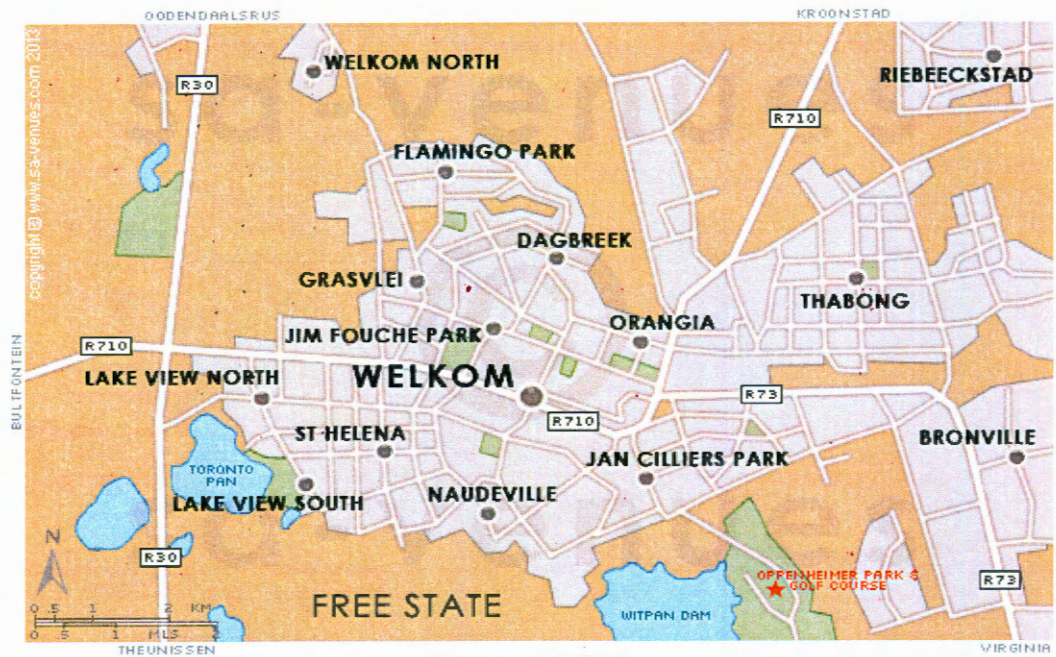 OODENDAALSRUS
KROONSTAD
copyright © www.sa-venues.com 2013
sa-venues
WELKOM NORTH
RIEBEECKSTAD
R30
R710
FLAMINGO PARK
DAGBREEK
GRASVLEI
THABONG
ORANGIA
JIM FOUCHE PARK
BULTFONTEIN
R710
LAKE VIEW NORTH
WELKOM
R73
R710
ST HELENA
BRONVILLE
JAN CILLIERS PARK
TORONTO
PAN
LAKE VIEW SOUTH
NAUDEVILLE
N
R30
OPPENHEIMER PARK &
GOLF COURSE
R73
0 .5 1 2 KM
FREE STATE
WITPAN DAM
0 .5 1 MLS 2
THEUNISSEN
VIRGINIA